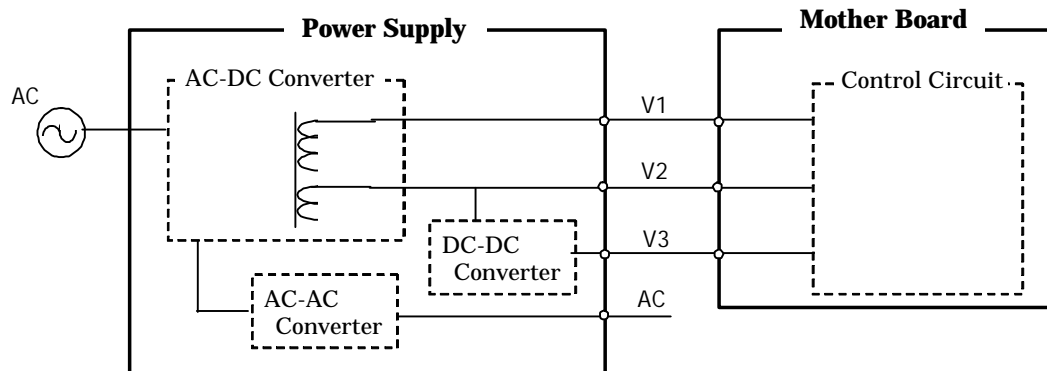 Power Supply
Mother Board
AC-DC Converter
Control Circuit
AC
V1
V2
DC-DC
Converter
V3
AC-AC
Converter
AC